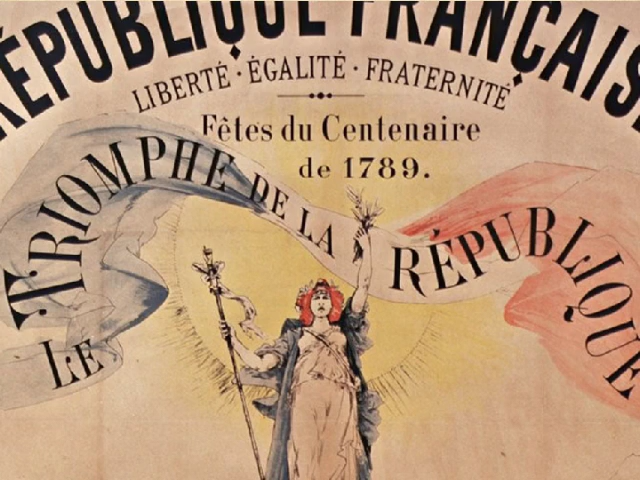 RÉPUBLIQUE FRANÇAISE
LIBERTÉ · ÉGALITÉ · FRATERNITÉ
Fêtes du Centenaire
de 1789.
LE TRIOMPHE DE LA RÉPUBLIQUE